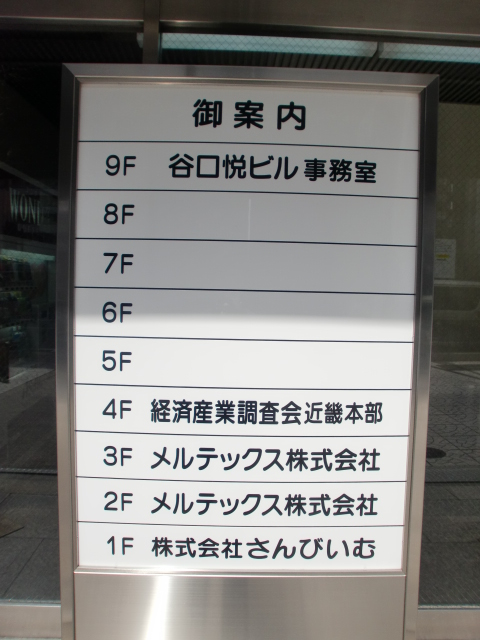 御案内
9F 谷口悦ビル 事務室
8F
7F
6F
5F
4F 経済産業調査会近畿本部
3F メルテックス株式会社
2F メルテックス株式会社
1F 株式会社さんびいむ